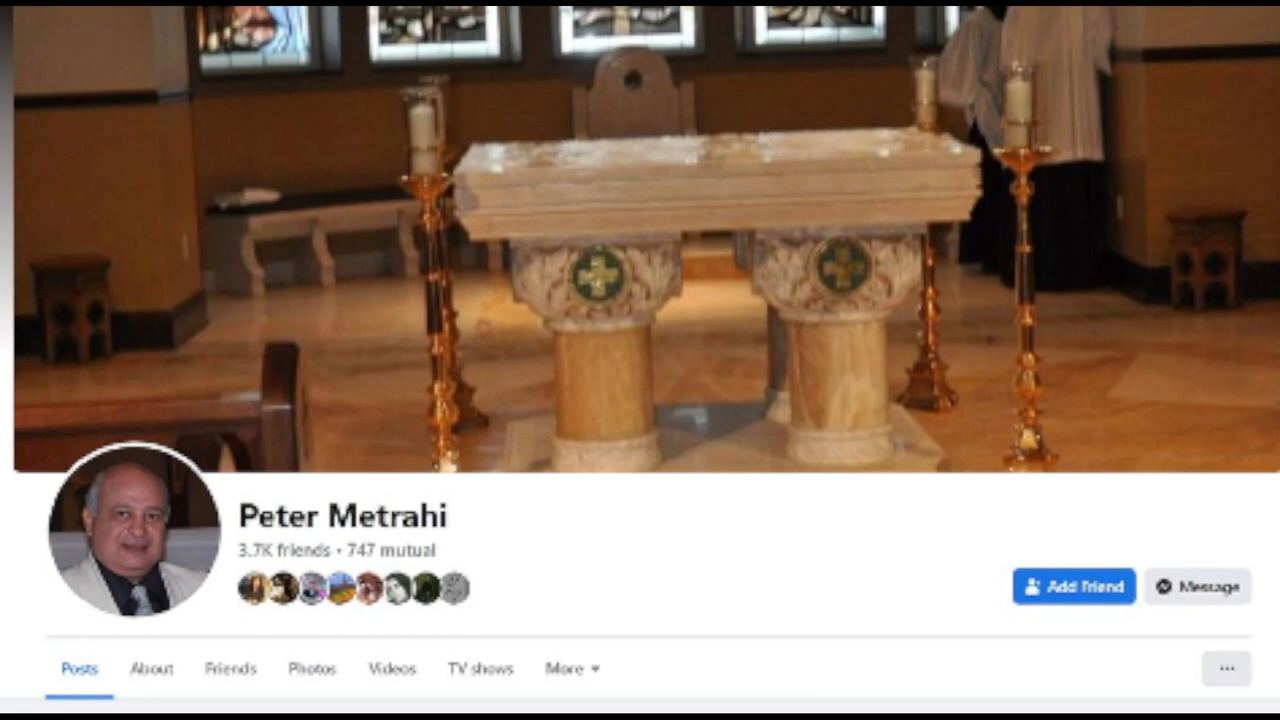 Peter Metrahi
3.7K friends • 747 mutual
Add Friend
Message
Posts About Friends Photos Videos TV shows More
...